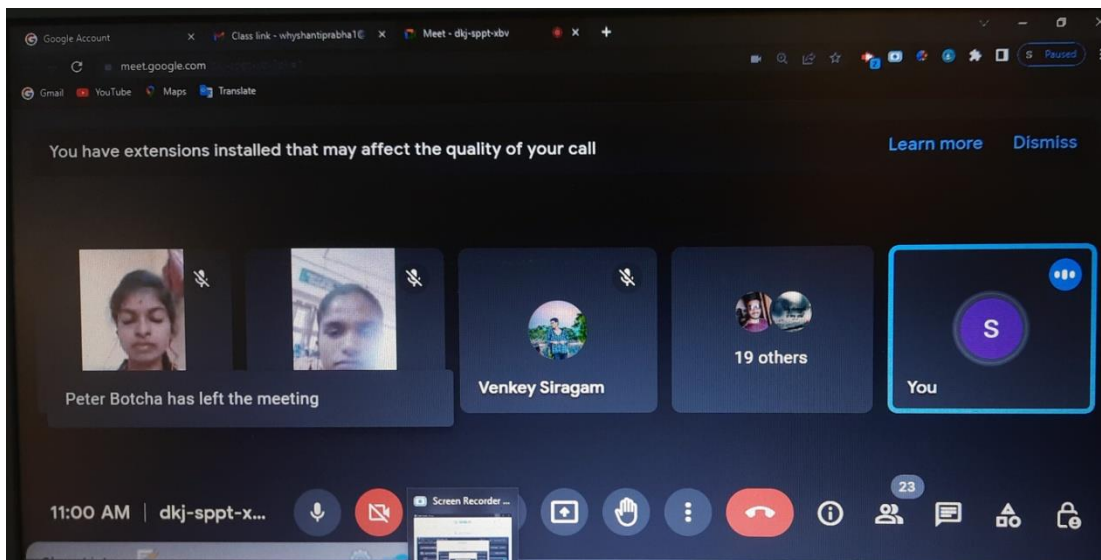 Google Account
Class link - whyshantiprabha1
Meet - dkj-sppt-xbv
meet.google.com
S Paused
Gmail YouTube Maps Translate
You have extensions installed that may affect the quality of your call
Learn more Dismiss
2
Peter Botcha has left the meeting
Venkey Siragam
19 others
S
You
11:00 AM | dkj-sppt-x...
Screen Recorder ...
23